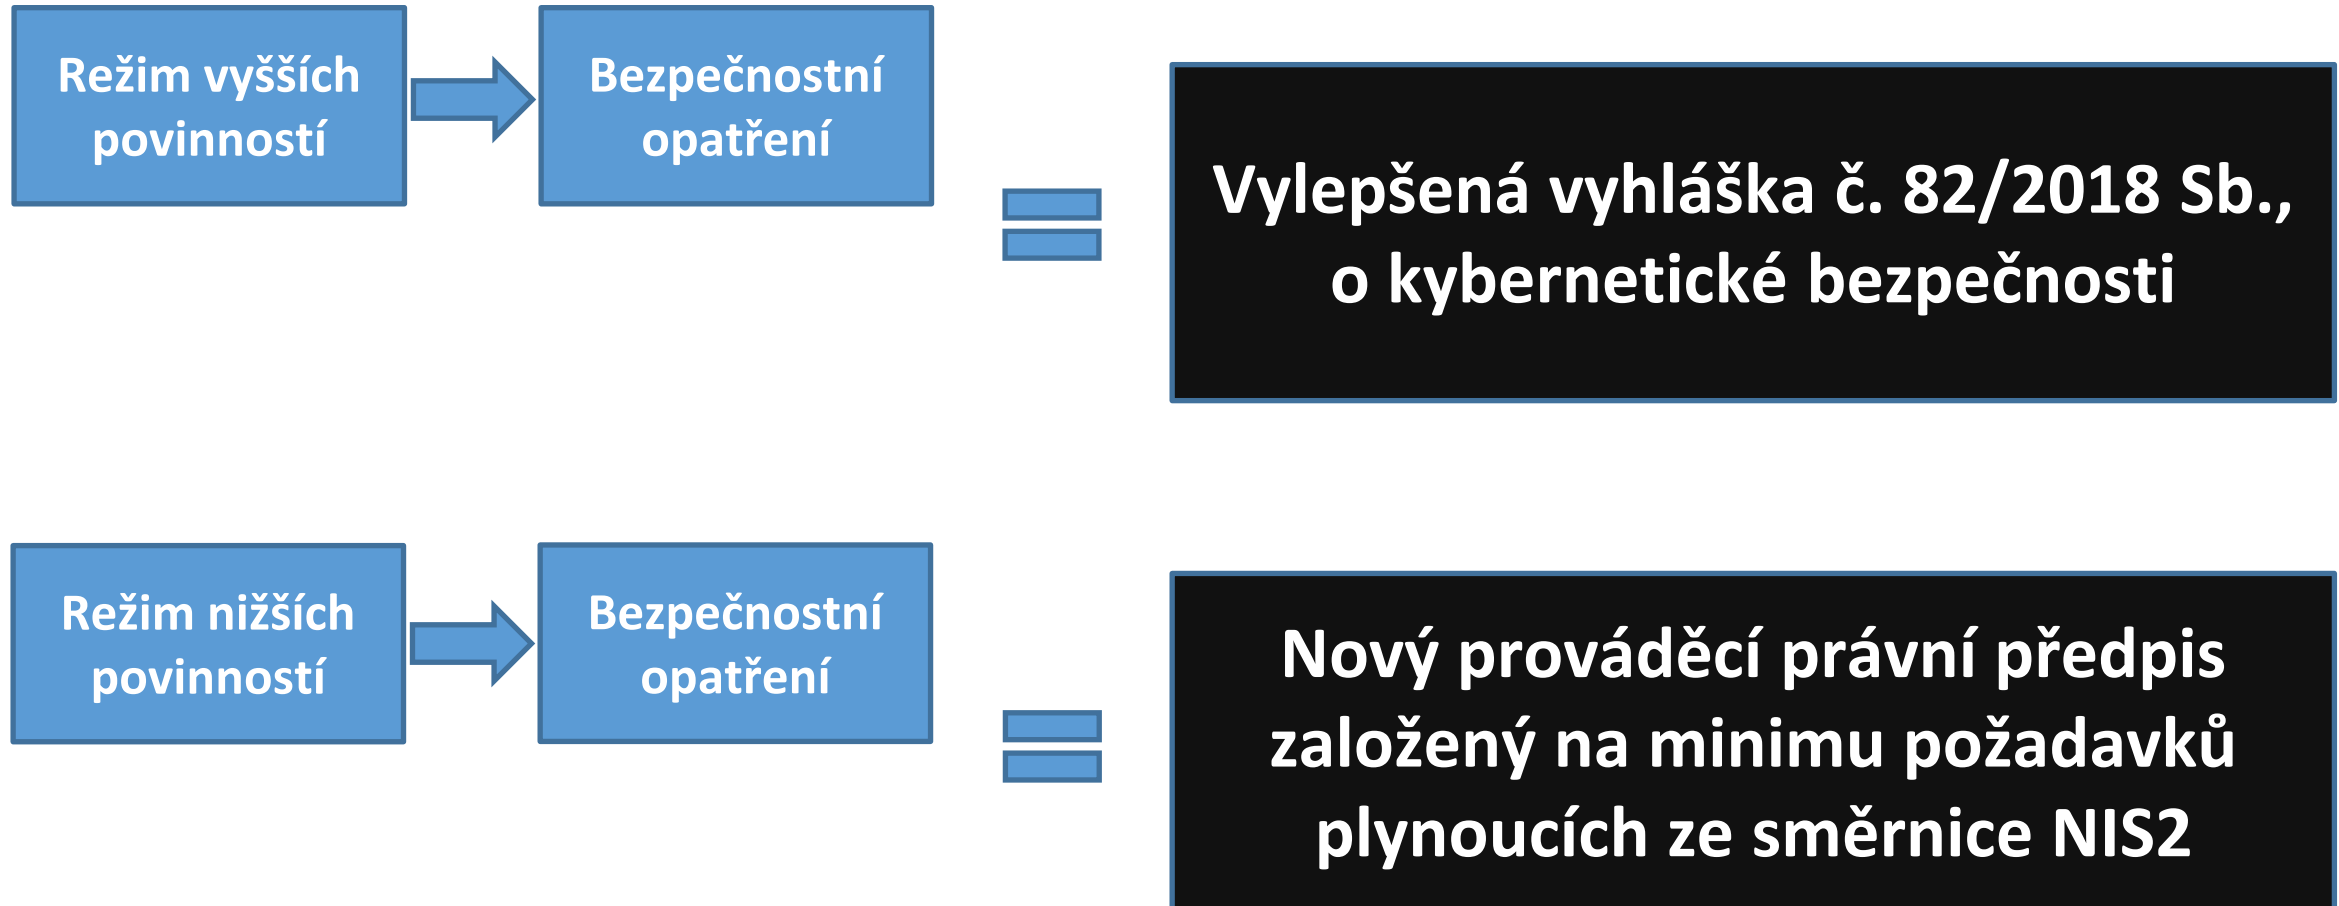 Režim vyšších
povinností
Bezpečnostní
opatření
Vylepšená vyhláška č. 82/2018 Sb.,
o kybernetické bezpečnosti
Režim nižších
povinností
Bezpečnostní
opatření
Nový prováděcí právní předpis
založený na minimu požadavků
plynoucích ze směrnice NIS2